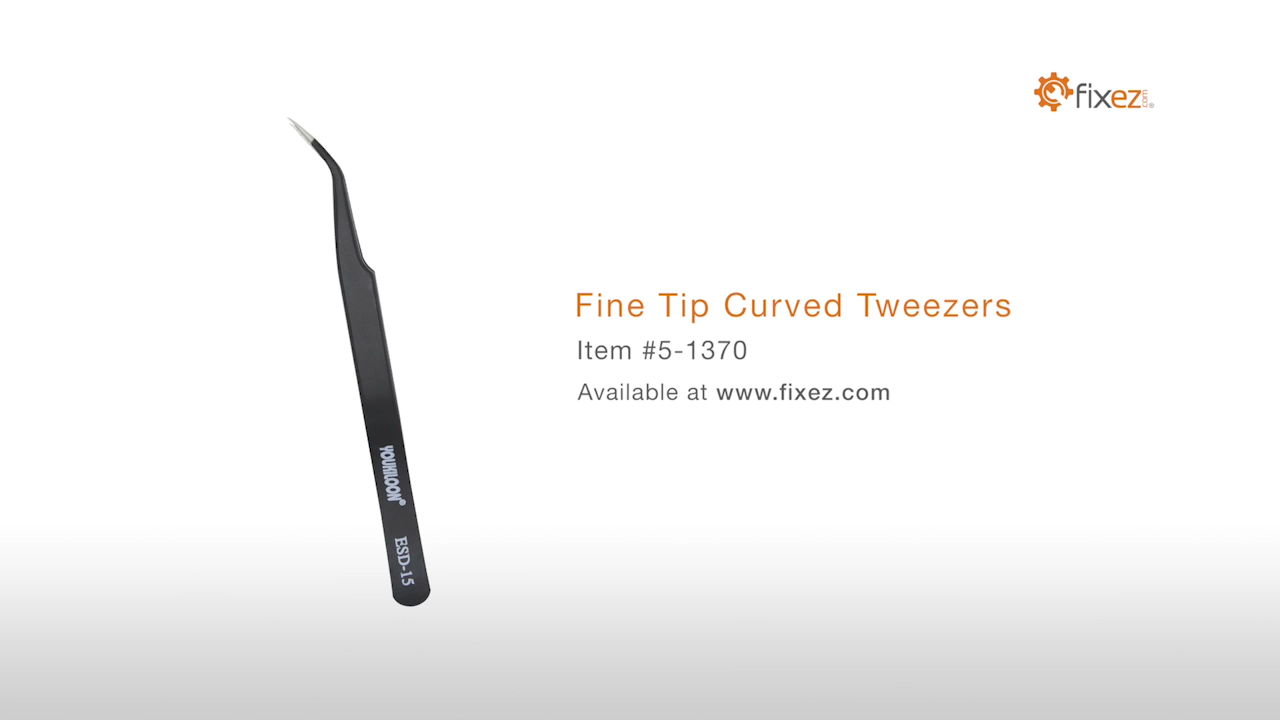 fixez.com®
Fine Tip Curved Tweezers
Item #5-1370
Available at www.fixez.com
YOUKILOON®
ESD-15